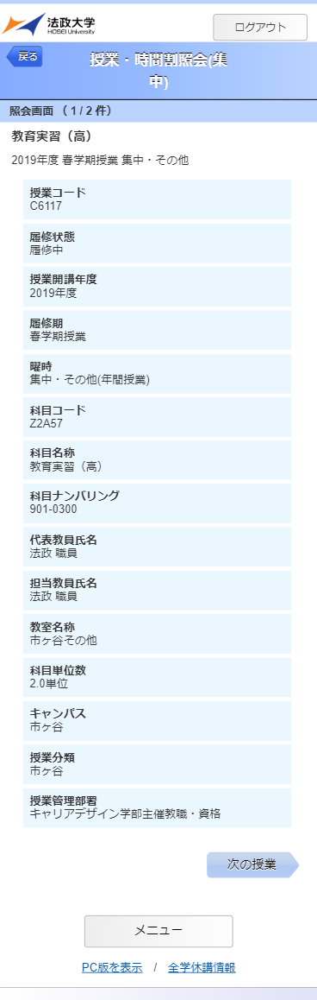 法政大学
HOSEI University
ログアウト
戻る
授業・時間割照会(集
中)
照会画面 （ 1 / 2 件）
教育実習（高）
2019年度 春学期授業 集中・その他
授業コード
C6117
履修状態
履修中
授業開講年度
2019年度
履修期
春学期授業
曜時
集中・その他(年間授業)
科目コード
Z2A57
科目名称
教育実習（高）
科目ナンバリング
901-0300
代表教員氏名
法政 職員
担当教員氏名
法政 職員
教室名称
市ヶ谷その他
科目単位数
2.0単位
キャンパス
市ヶ谷
授業分類
市ヶ谷
授業管理部署
キャリアデザイン学部主催教職・資格
次の授業
メニュー
PC版を表示 / 全学休講情報